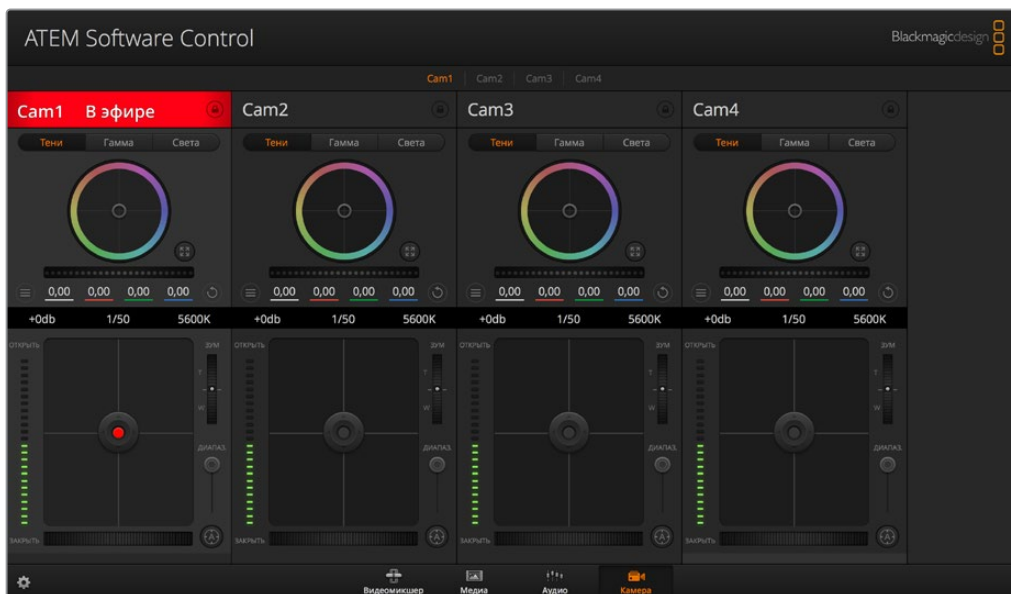 ATEM Software Control
Blackmagicdesign
Cam1 Cam2 Cam3 Cam4
Cam1 В эфире Cam2 Cam3 Cam4
Тени Гамма Света Тени Гамма Света Тени Гамма Света Тени Гамма Света
0,00 0,00 0,00 0,00 0,00 0,00 0,00 0,00 0,00 0,00 0,00 0,00 0,00 0,00 0,00 0,00
+0db 1/50 5600K +0db 1/50 5600K +0db 1/50 5600K +0db 1/50 5600K
ОТКРЫТЬ ЗУМ ОТКРЫТЬ ЗУМ ОТКРЫТЬ ЗУМ ОТКРЫТЬ ЗУМ
T T T T
W W W W
ДИАПАЗ. ДИАПАЗ. ДИАПАЗ. ДИАПАЗ.
ЗАКРЫТЬ A ЗАКРЫТЬ A ЗАКРЫТЬ A ЗАКРЫТЬ A
Видеомикшер Медиа Аудио Камера